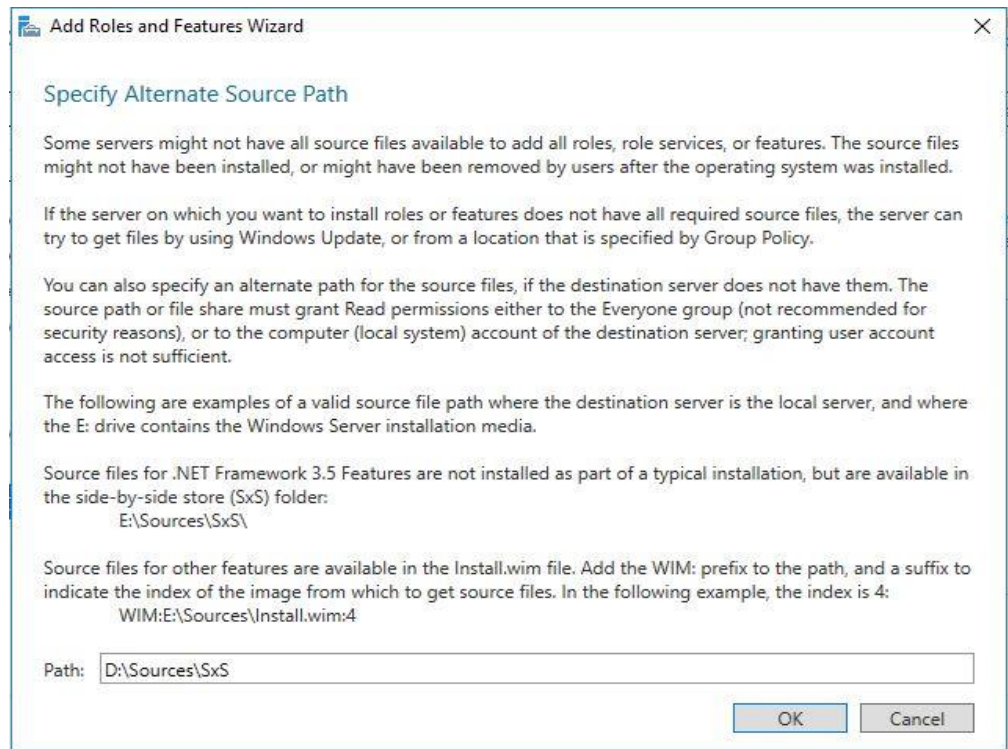 Add Roles and Features Wizard
Specify Alternate Source Path
Some servers might not have all source files available to add all roles, role services, or features. The source files
might not have been installed, or might have been removed by users after the operating system was installed.
If the server on which you want to install roles or features does not have all required source files, the server can
try to get files by using Windows Update, or from a location that is specified by Group Policy.
You can also specify an alternate path for the source files, if the destination server does not have them. The
source path or file share must grant Read permissions either to the Everyone group (not recommended for
security reasons), or to the computer (local system) account of the destination server; granting user account
access is not sufficient.
The following are examples of a valid source file path where the destination server is the local server, and where
the E: drive contains the Windows Server installation media.
Source files for .NET Framework 3.5 Features are not installed as part of a typical installation, but are available in
the side-by-side store (SxS) folder:
E:\Sources\SxS\
Source files for other features are available in the Install.wim file. Add the WIM: prefix to the path, and a suffix to
indicate the index of the image from which to get source files. In the following example, the index is 4:
WIM:E:\Sources\Install.wim:4
Path: D:\Sources\SxS
OK Cancel